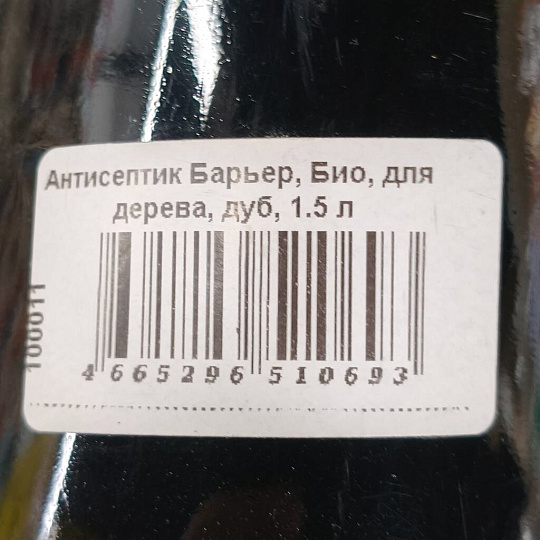 Антисептик Барьер, Био, для
дерева, дуб, 1.5 л
100011
4 665296 510693